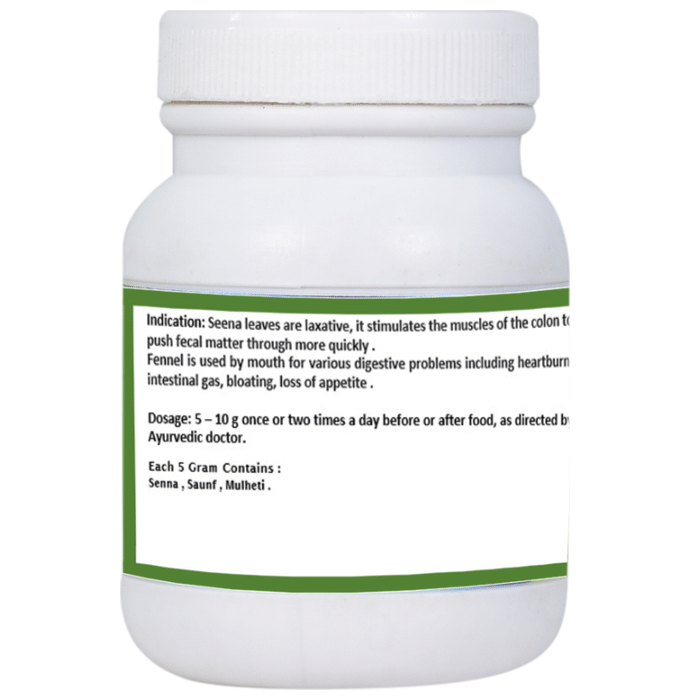 Indication: Seena leaves are laxative, it stimulates the muscles of the colon to
push fecal matter through more quickly .
Fennel is used by mouth for various digestive problems including heartburn
intestinal gas, bloating, loss of appetite .
Dosage: 5 – 10 g once or two times a day before or after food, as directed by
Ayurvedic doctor.
Each 5 Gram Contains :
Senna , Saunf , Mulheti .